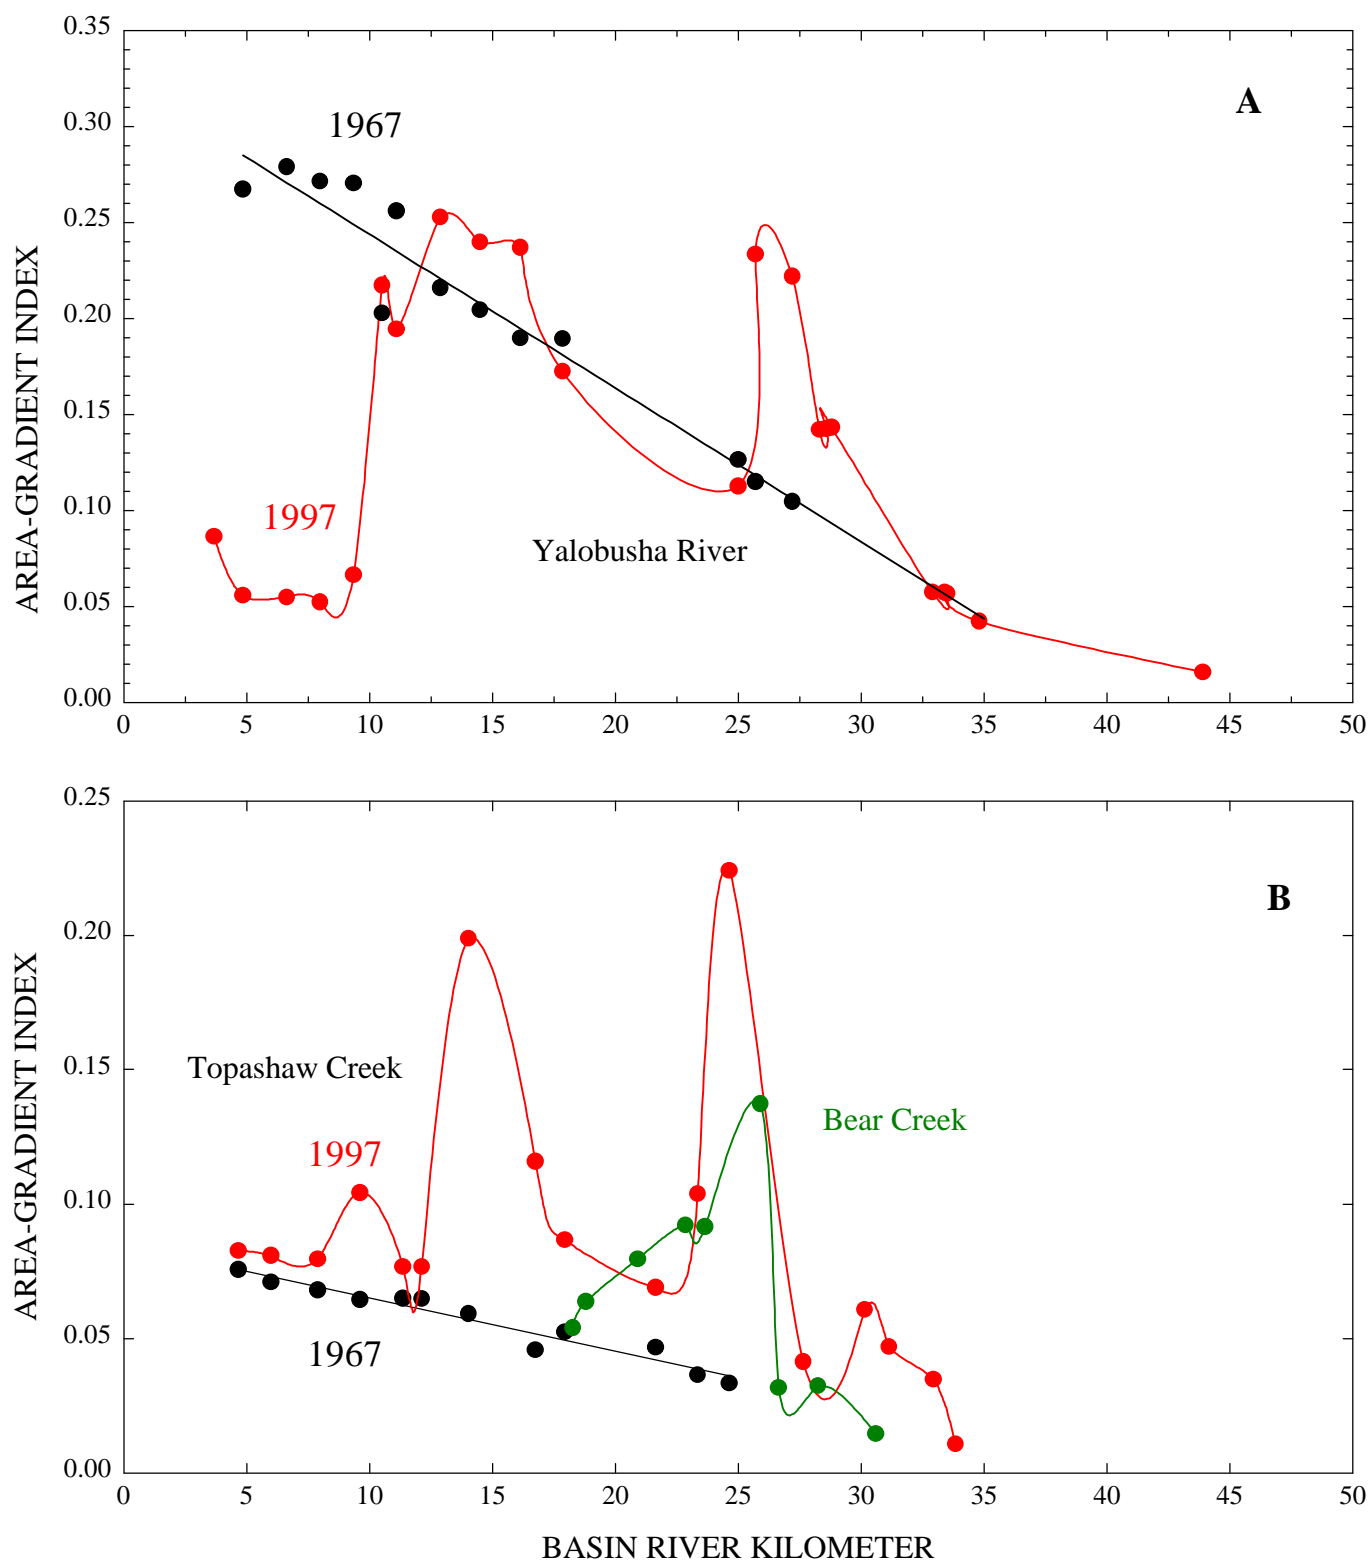 0.35
A
0.30
1967
0.25
0.20
AREA-GRADIENT INDEX
0.15
0.10
1997
Yalobusha River
0.05
0.00
0 5 10 15 20 25 30 35 40 45 50
0.25
B
0.20
AREA-GRADIENT INDEX
0.15
Topashaw Creek
Bear Creek
1997
0.10
0.05
1967
0.00
0 5 10 15 20 25 30 35 40 45 50
BASIN RIVER KILOMETER